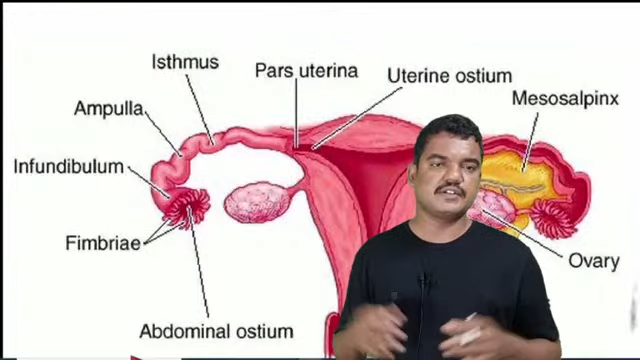 Isthmus
Pars uterina
Uterine ostium
Mesosalpinx
Ampulla
Infundibulum
Fimbriae
Ovary
Abdominal ostium